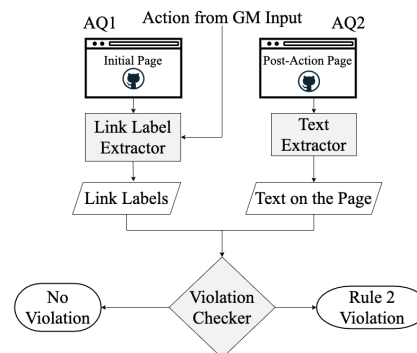 AQ1
Action from GM Input
AQ2
Initial Page
Post-Action Page
Link Label
Extractor
Text
Extractor
Link Labels
Text on the Page
No
Violation
Violation
Checker
Rule 2
Violation